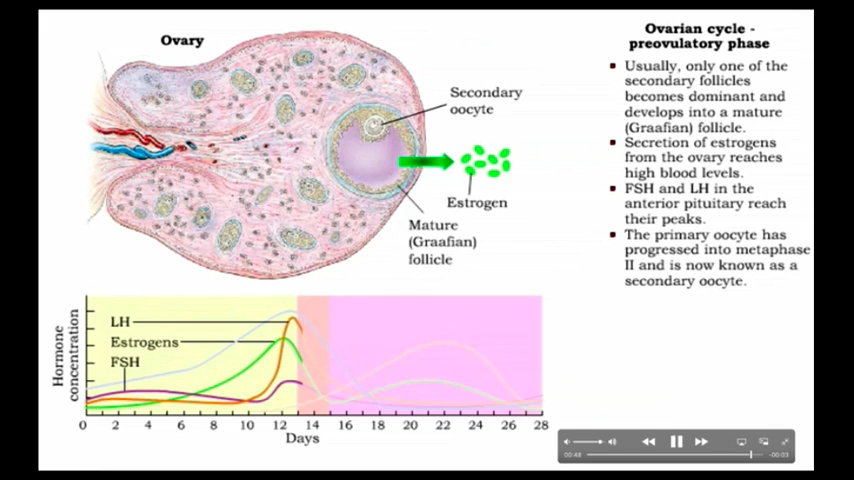 Ovary
Secondary
oocyte
Estrogen
Mature
(Graafian)
follicle
Ovarian cycle -
preovulatory phase
Usually, only one of the
secondary follicles
becomes dominant and
develops into a mature
(Graafian) follicle.
Secretion of estrogens
from the ovary reaches
high blood levels.
FSH and LH in the
anterior pituitary reach
their peaks.
The primary oocyte has
progressed into metaphase
II and is now known as a
secondary oocyte.
Hormone
concentration
LH
Estrogens
FSH
0 2 4 6 8 10 12 14 16 18 20 22 24 26 28
Days
00:48 -00:03